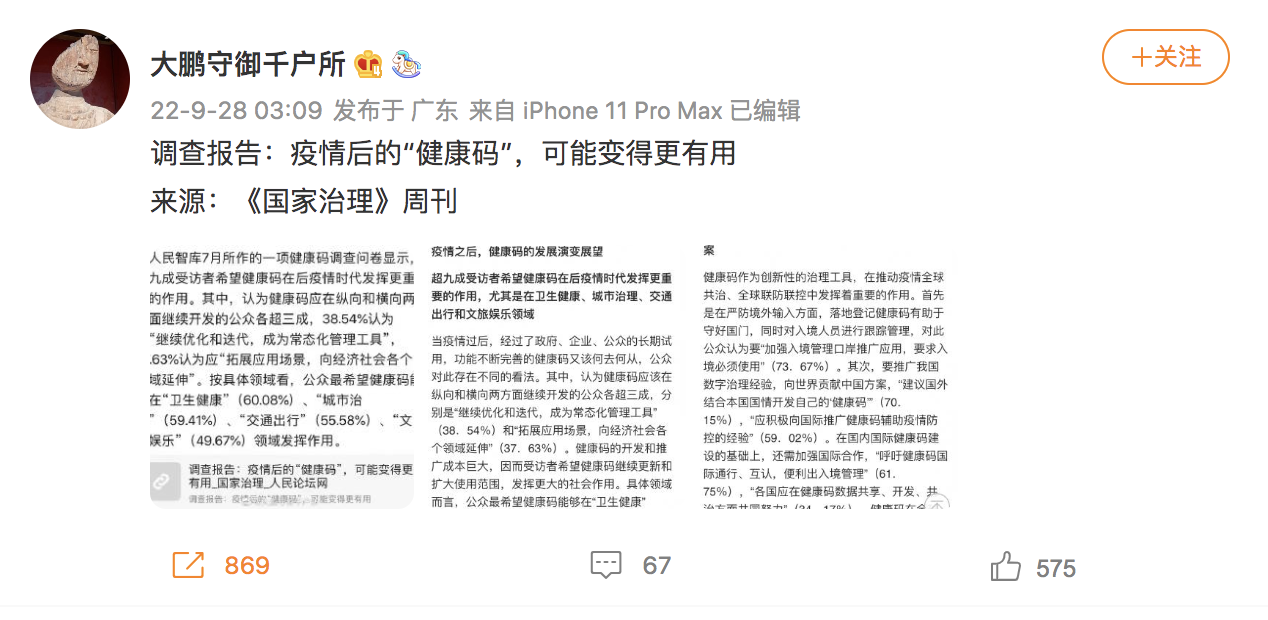 大鹏守御千户所
+关注
22-9-28 03:09 发布于 广东 来自 iPhone 11 Pro Max 已编辑
调查报告：疫情后的“健康码”，可能变得更有用
来源：《国家治理》周刊
人民智库7月所作的一项健康码调查问卷显示，
九成受访者希望健康码在后疫情时代发挥更重
的作用。其中，认为健康码应在纵向和横向两
面继续开发的公众各超三成，38.54%认为
“继续优化和迭代，成为常态化管理工具”，
.63%认为应“拓展应用场景，向经济社会各个
域延伸”。按具体领域看，公众最希望健康码能
在“卫生健康”（60.08%）、“城市治
”（59.41%）、“交通出行”（55.58%）、“文
娱乐”（49.67%）领域发挥作用。
调查报告：疫情后的“健康码”，可能变得更
有用_国家治理_人民论坛网
调查报告：疫情后的“健康码”，可能变得更有用
疫情之后，健康码的发展演变展望
超九成受访者希望健康码在后疫情时代发挥更重
要的作用，尤其是在卫生健康、城市治理、交通
出行和文旅娱乐领域
当疫情过后，经过了政府、企业、公众的长期试
用，功能不断完善的健康码又该何去何从，公众
对此存在不同的看法。其中，认为健康码应该在
纵向和横向两方面继续开发的公众各超三成，分
别是“继续优化和迭代，成为常态化管理工具”
（38．54%）和“拓展应用场景，向经济社会各
个领域延伸”（37．63%）。健康码的开发和推
广成本巨大，因而受访者希望健康码继续更新和
扩大使用范围，发挥更大的社会作用。具体领域
而言，公众最希望健康码能够在“卫生健康”
案
健康码作为创新性的治理工具，在推动疫情全球
共治、全球联防联控中发挥着重要的作用。首先
是在严防境外输入方面，落地登记健康码有助于
守好国门，同时对入境人员进行跟踪管理，对此
公众认为要“加强入境管理口岸推广应用，要求入
境必须使用”（73．67%）。其次，要推广我国
数字治理经验，向世界贡献中国方案，“建议国外
结合本国国情开发自己的‘健康码’”（70．
15%），“应积极向国际推广健康码辅助疫情防
控的经验”（59．02%）。在国内国际健康码建
设的基础上，还需加强国际合作，“呼吁健康码国
际通行、互认，便利出入境管理”（61．
75%），“各国应在健康码数据共享、开发、共
869
67
575